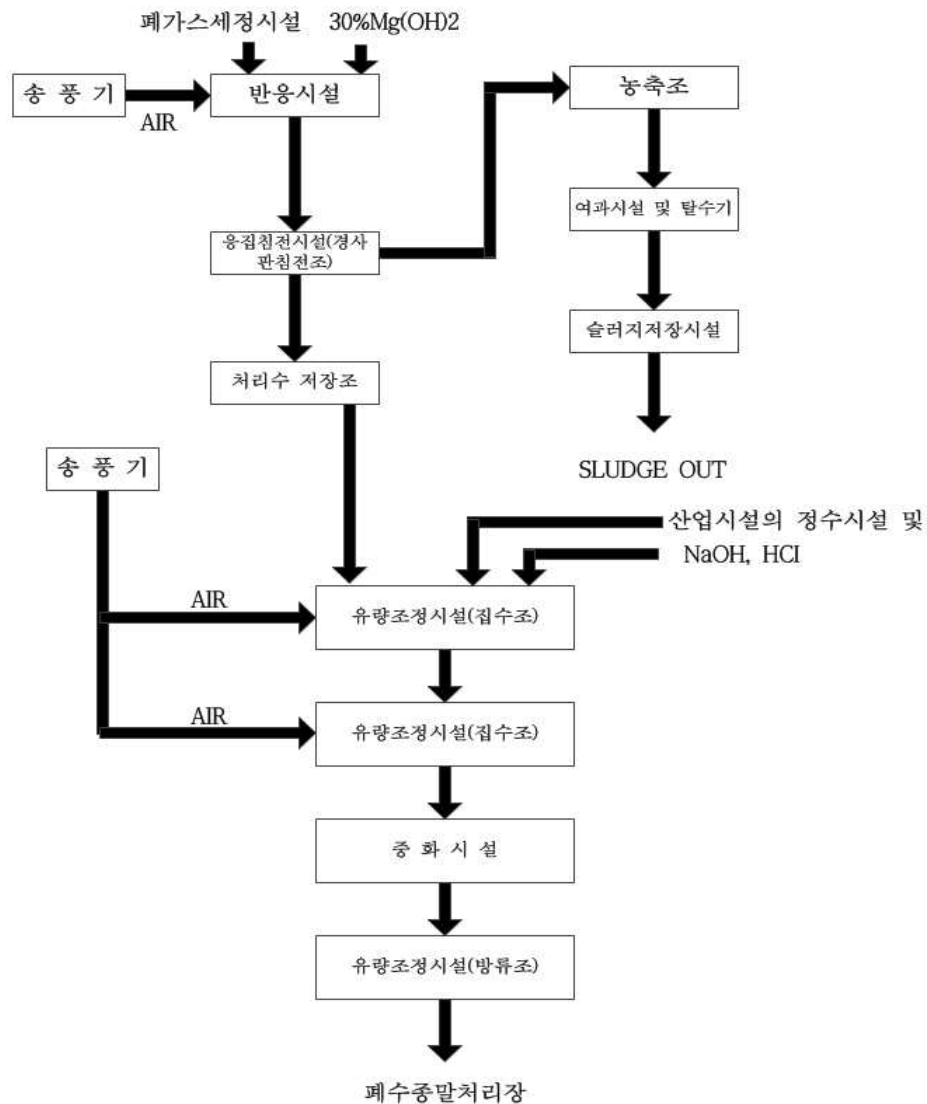 폐가스세정시설 30%Mg(OH)2
송 풍 기
반응시설
농축조
AIR
여과시설 및 탈수기
응집침전시설(경사
판침전조)
슬러지저장시설
처리수 저장조
송 풍 기
SLUDGE OUT
산업시설의 정수시설 및
NaOH, HCI
AIR
유량조정시설(집수조)
AIR
유량조정시설(집수조)
중 화 시 설
유량조정시설(방류조)
폐수종말처리장